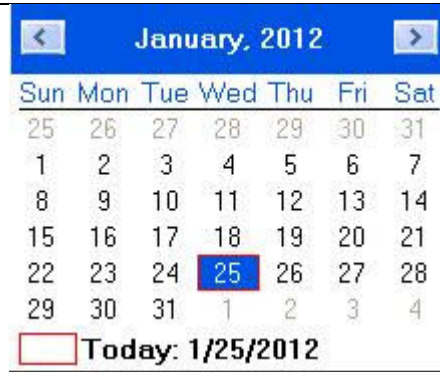 January, 2012
Sun Mon Tue Wed Thu Fri Sat
25 26 27 28 29 30 31
1 2 3 4 5 6 7
8 9 10 11 12 13 14
15 16 17 18 19 20 21
22 23 24 25 26 27 28
29 30 31 1 2 3 4
Today: 1/25/2012